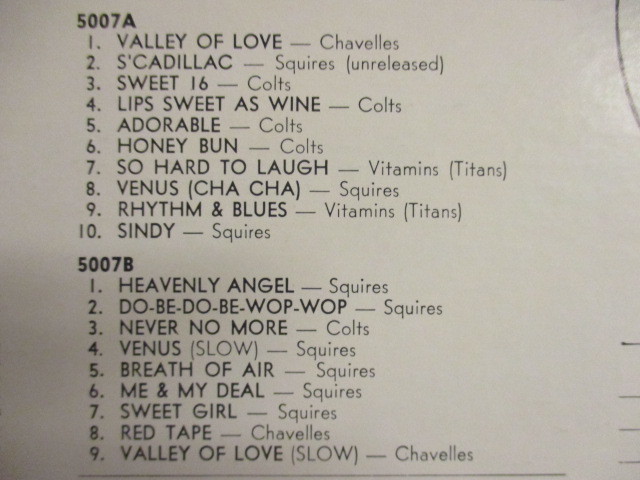 5007A
1. VALLEY OF LOVE — Chavelles
2. S'CADILLAC — Squires (unreleased)
3. SWEET 16 — Colts
4. LIPS SWEET AS WINE — Colts
5. ADORABLE — Colts
6. HONEY BUN — Colts
7. SO HARD TO LAUGH — Vitamins (Titans)
8. VENUS (CHA CHA) — Squires
9. RHYTHM & BLUES — Vitamins (Titans)
10. SINDY — Squires
5007B
1. HEAVENLY ANGEL — Squires
2. DO-BE-DO-BE-WOP-WOP — Squires
3. NEVER NO MORE — Colts
4. VENUS (SLOW) — Squires
5. BREATH OF AIR — Squires
6. ME & MY DEAL — Squires
7. SWEET GIRL — Squires
8. RED TAPE — Chavelles
9. VALLEY OF LOVE (SLOW) — Chavelles